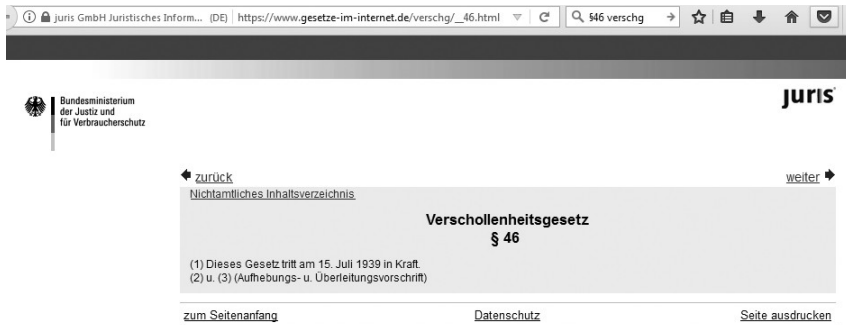 juris GmbH Juristisches Inform... (DE) https://www.gesetze-im-internet.de/verschg/__46.html §46 verschg
juris
Bundesministerium
der Justiz und
für Verbraucherschutz
zurück weiter
Nichtamtliches Inhaltsverzeichnis
Verschollenheitsgesetz
§ 46
(1) Dieses Gesetz tritt am 15. Juli 1939 in Kraft.
(2) u. (3) (Aufhebungs- u. Überleitungsvorschrift)
zum Seitenanfang Datenschutz Seite ausdrucken